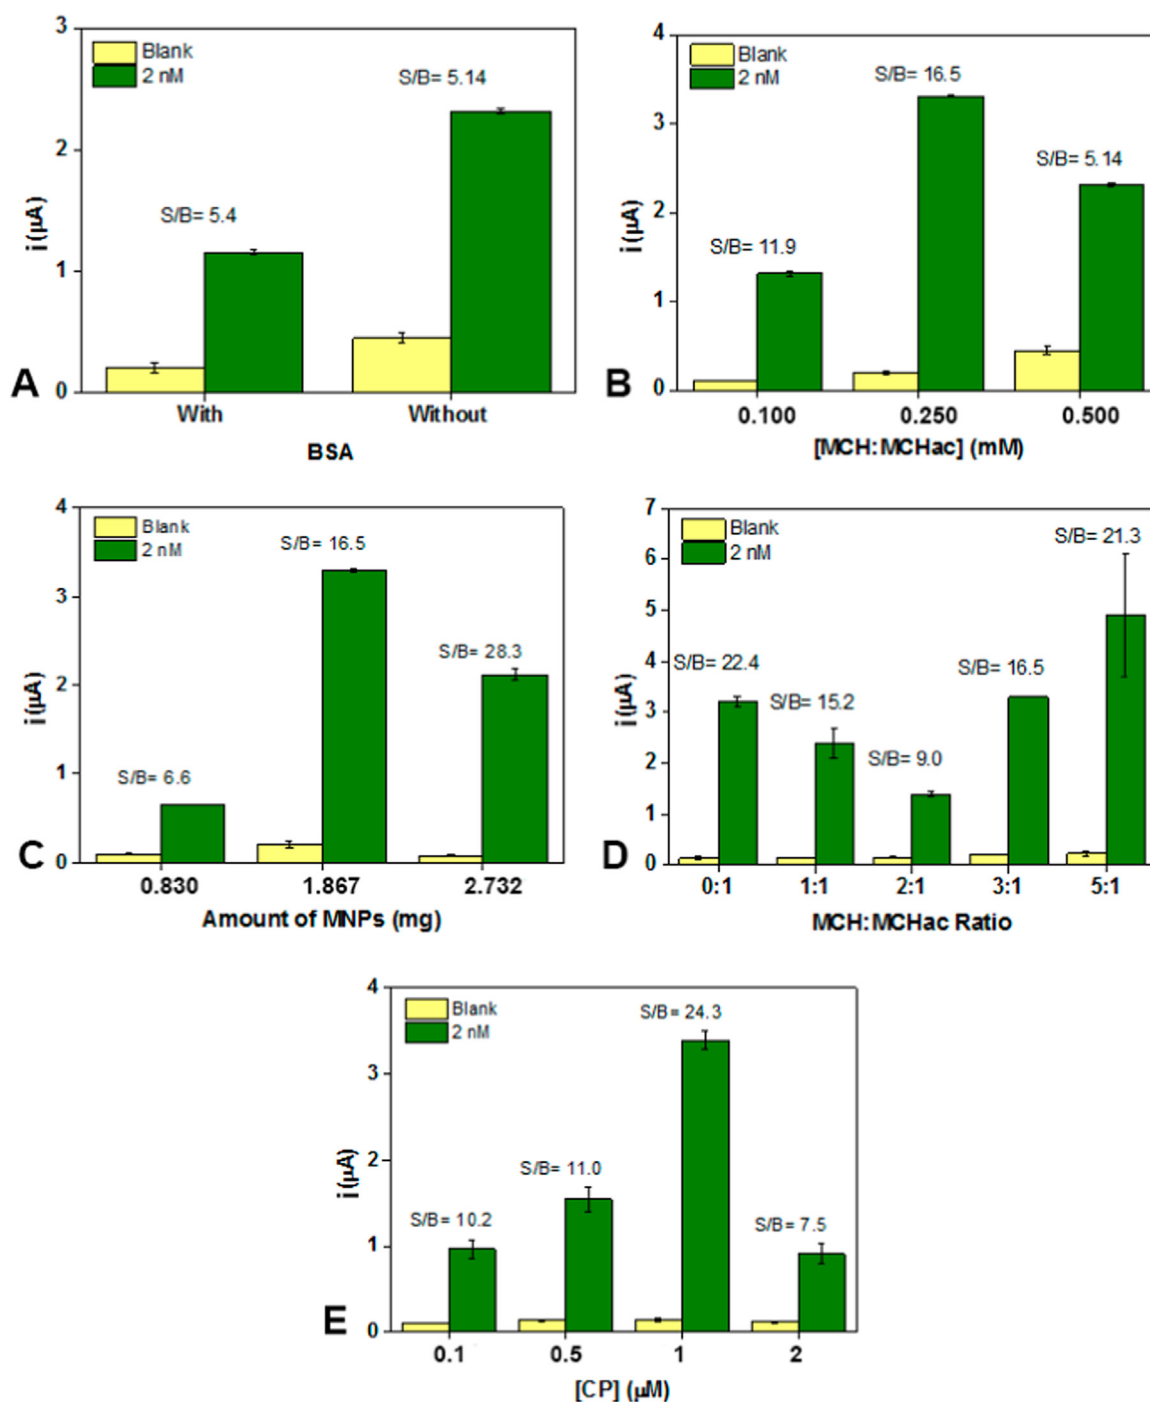 3
Blank
2 nM
S/B= 5.14
2
S/B= 5.4
i (µA)
1
0
With
Without
BSA
A
4
Blank
2 nM
S/B= 16.5
3
S/B= 5.14
2
i (µA)
S/B= 11.9
1
0
0.100
0.250
0.500
[MCH:MCHac] (mM)
B
4
Blank
2 nM
S/B= 16.5
3
S/B= 28.3
2
i (µA)
1
S/B= 6.6
0
0.830
1.867
2.732
Amount of MNPs (mg)
C
7
Blank
2 nM
S/B= 21.3
6
5
4
S/B= 22.4
S/B= 16.5
i (µA)
3
S/B= 15.2
2
S/B= 9.0
1
0
0:1
1:1
2:1
3:1
5:1
MCH:MCHac Ratio
D
4
Blank
2 nM
S/B= 24.3
3
2
S/B= 11.0
i (µA)
S/B= 10.2
S/B= 7.5
1
0
0.1
0.5
1
2
[CP] (µM)
E